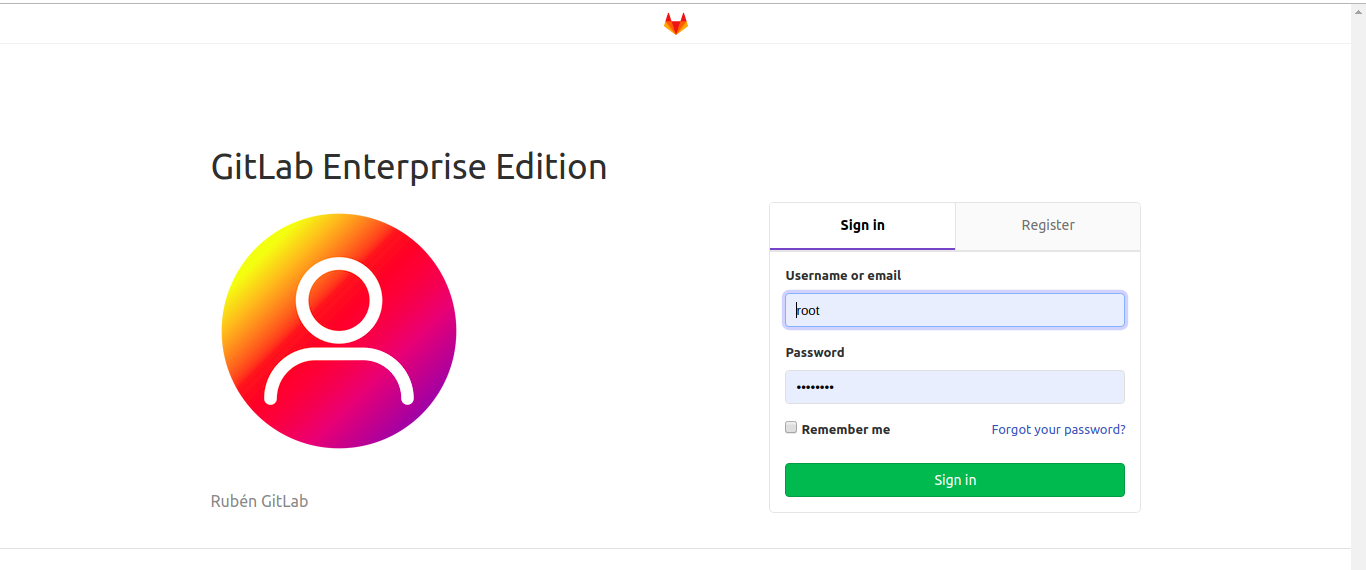 GitLab Enterprise Edition
Sign in
Register
Username or email
root
Password
••••••••
Remember me
Forgot your password?
Sign in
Rubén GitLab